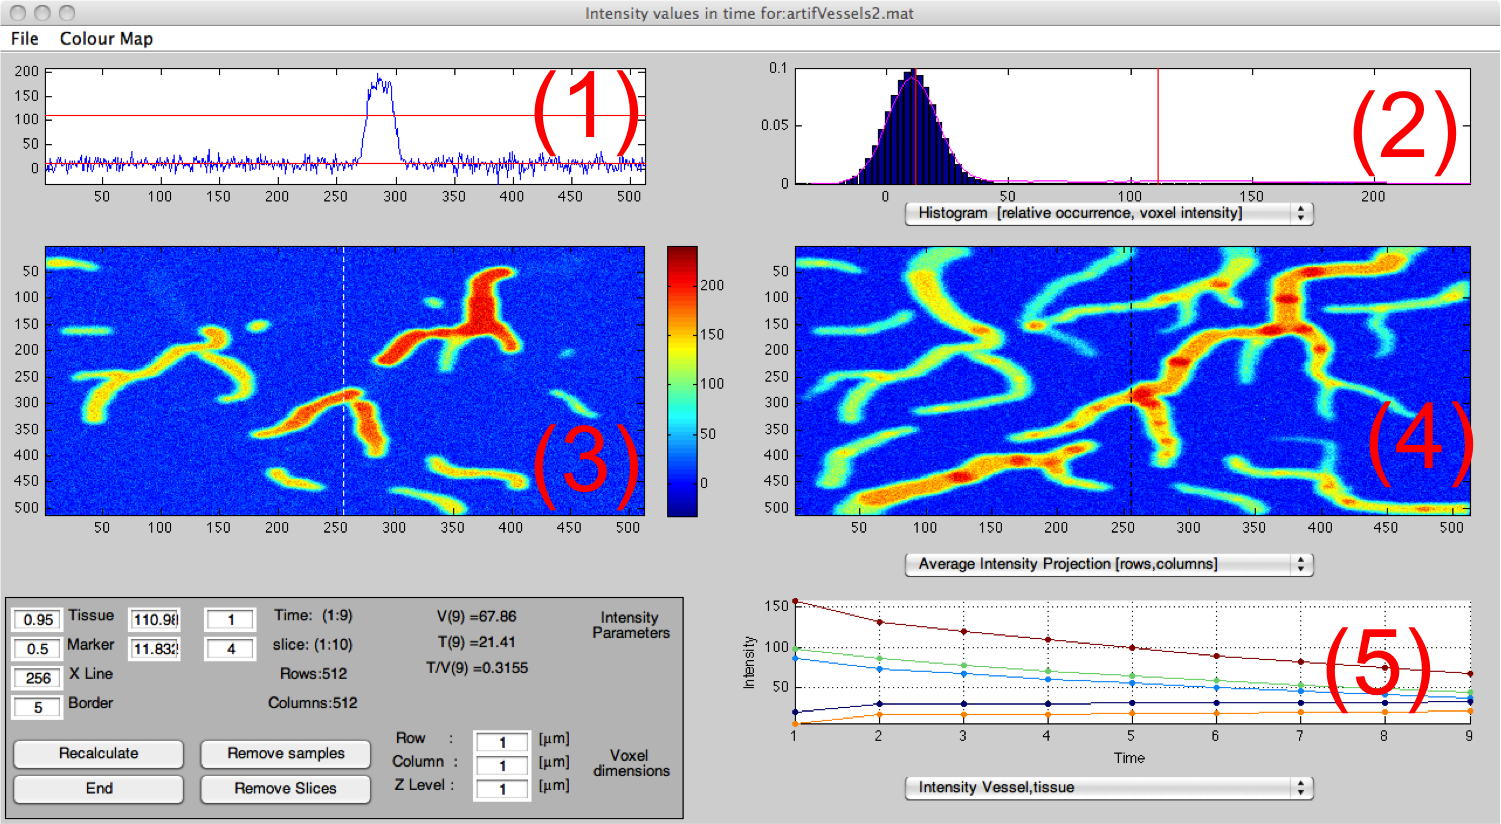 Intensity values in time for:artifVessels2.mat
File Colour Map
200
150
100
50
0
50 100 150 200 250 300 350 400 450 500
(1)
0.1
0.05
0
0 50 100 150 200
(2)
Histogram [relative occurrence, voxel intensity]
50
100
150
200
250
300
350
400
450
500
50 100 150 200 250 300 350 400 450 500
(3)
200
150
100
50
0
50
100
150
200
250
300
350
400
450
500
50 100 150 200 250 300 350 400 450 500
(4)
Average Intensity Projection [rows,columns]
0.95 Tissue 110.98 1 Time: (1:9) V(9) =67.86 Intensity
Parameters
0.5 Marker 11.832 4 slice: (1:10) T(9) =21.41
256 X Line Rows:512 T/V(9) =0.3155
5 Border Columns:512
Recalculate Remove samples
End Remove Slices
Row : 1 [μm]
Column : 1 [μm]
Z Level : 1 [μm]
Voxel
dimensions
150
100
50
Intensity
1 2 3 4 5 6 7 8 9
Time
(5)
Intensity Vessel,tissue